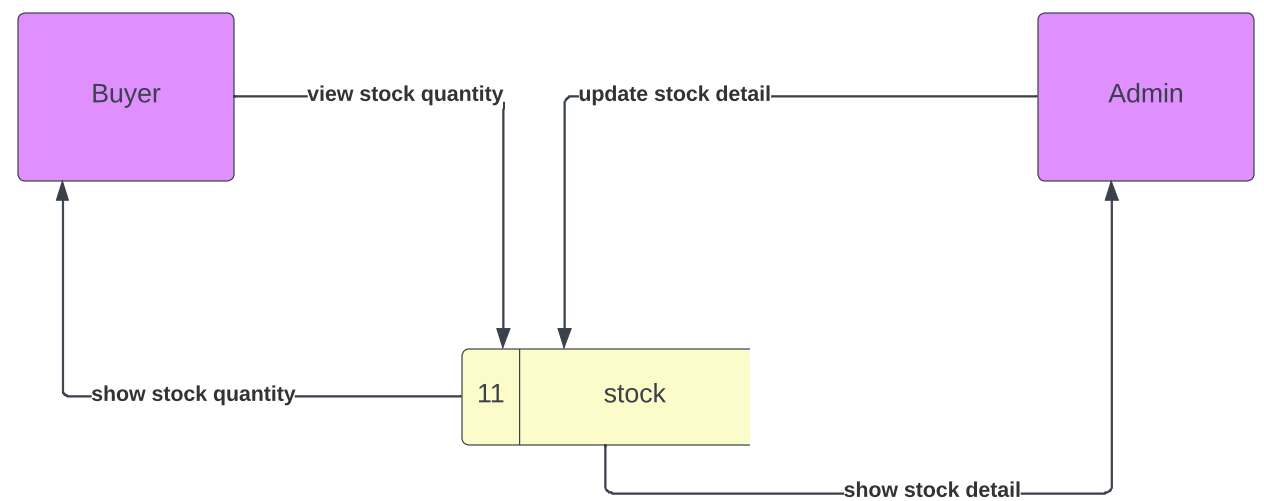 Buyer
view stock quantity
update stock detail
Admin
show stock quantity
11
stock
show stock detail